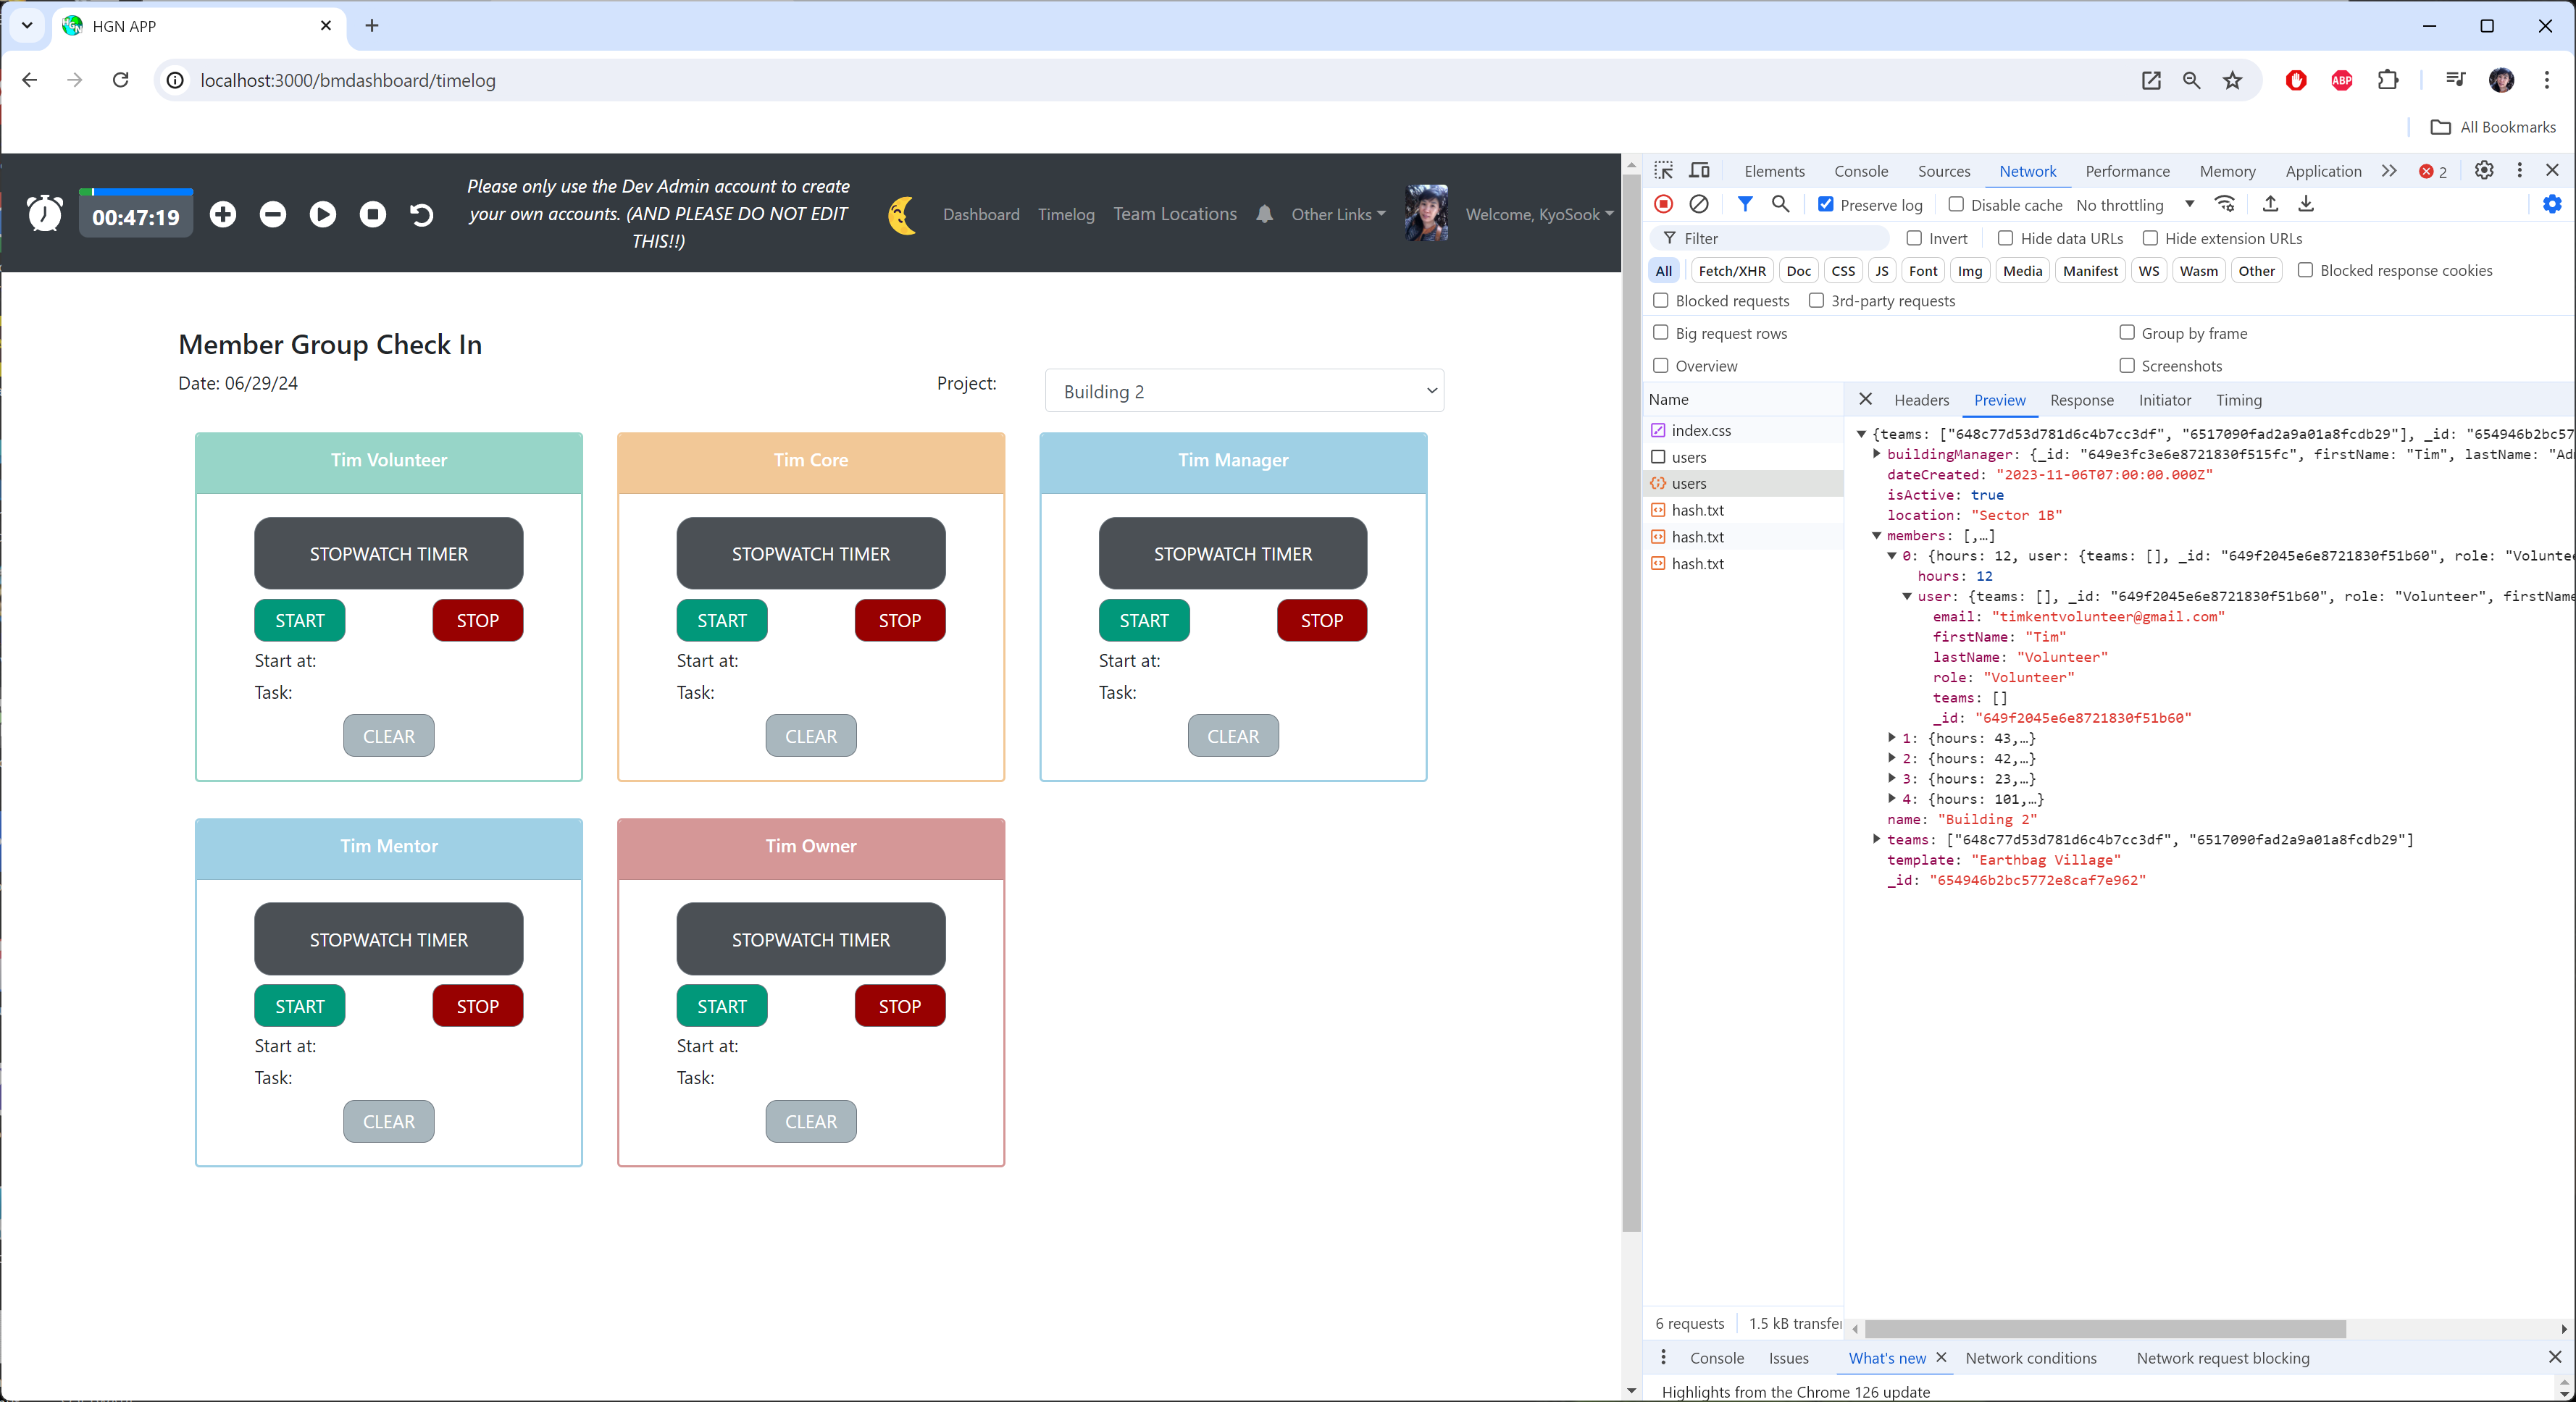 HGN APP
localhost:3000/bmdashboard/timelog
All Bookmarks
00:47:19
Please only use the Dev Admin account to create
your own accounts. (AND PLEASE DO NOT EDIT
THIS!!)
Dashboard
Timelog
Team Locations
Other Links
Welcome, KyoSook
Member Group Check In
Date: 06/29/24
Project:
Building 2
Tim Volunteer
STOPWATCH TIMER
START
STOP
Start at:
Task:
CLEAR
Tim Core
STOPWATCH TIMER
START
STOP
Start at:
Task:
CLEAR
Tim Manager
STOPWATCH TIMER
START
STOP
Start at:
Task:
CLEAR
Tim Mentor
STOPWATCH TIMER
START
STOP
Start at:
Task:
CLEAR
Tim Owner
STOPWATCH TIMER
START
STOP
Start at:
Task:
CLEAR
Elements Console Sources Network Performance Memory Application 2
Preserve log Disable cache No throttling
Filter Invert Hide data URLs Hide extension URLs
All Fetch/XHR Doc CSS JS Font Img Media Manifest WS Wasm Other Blocked response cookies
Blocked requests 3rd-party requests
Big request rows Group by frame
Overview Screenshots
Name
index.css
users
users
hash.txt
hash.txt
hash.txt
Headers Preview Response Initiator Timing
{teams: ["648c77d53d781d6c4b7cc3df", "6517090fad2a9a01a8fcdb29"], _id: "654946b2bc57
buildingManager: {_id: "649e3fc3e6e8721830f515fc", firstName: "Tim", lastName: "Ad
dateCreated: "2023-11-06T07:00:00.000Z"
isActive: true
location: "Sector 1B"
members: [,…]
0: {hours: 12, user: {teams: [], _id: "649f2045e6e8721830f51b60", role: "Voluntee
hours: 12
user: {teams: [], _id: "649f2045e6e8721830f51b60", role: "Volunteer", firstName
email: "timkentvolunteer@gmail.com"
firstName: "Tim"
lastName: "Volunteer"
role: "Volunteer"
teams: []
_id: "649f2045e6e8721830f51b60"
1: {hours: 43,…}
2: {hours: 42,…}
3: {hours: 23,…}
4: {hours: 101,…}
name: "Building 2"
teams: ["648c77d53d781d6c4b7cc3df", "6517090fad2a9a01a8fcdb29"]
template: "Earthbag Village"
_id: "654946b2bc5772e8caf7e962"
6 requests 1.5 kB transfe
Console Issues What's new Network conditions Network request blocking
Highlights from the Chrome 126 update
ABP